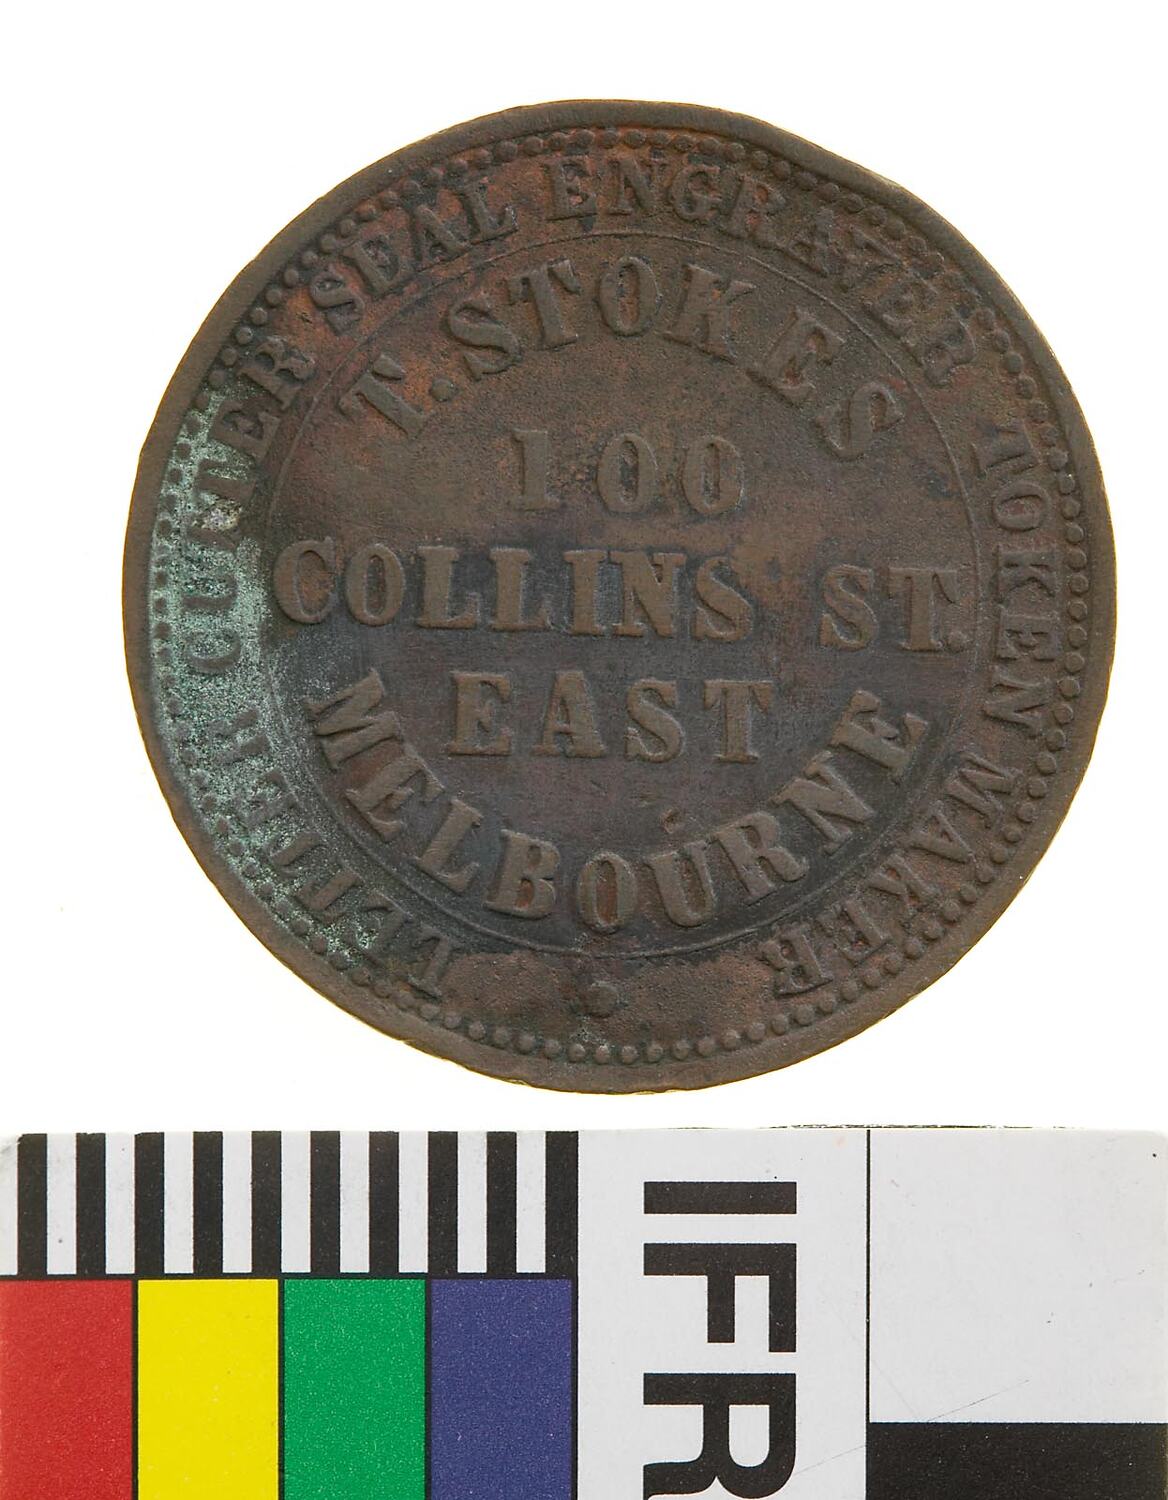 LETTER CUTTER SEAL ENGRAVER TOKEN MAKER
T. STOKES
100
COLLINS ST.
EAST
MELBOURNE
IFR